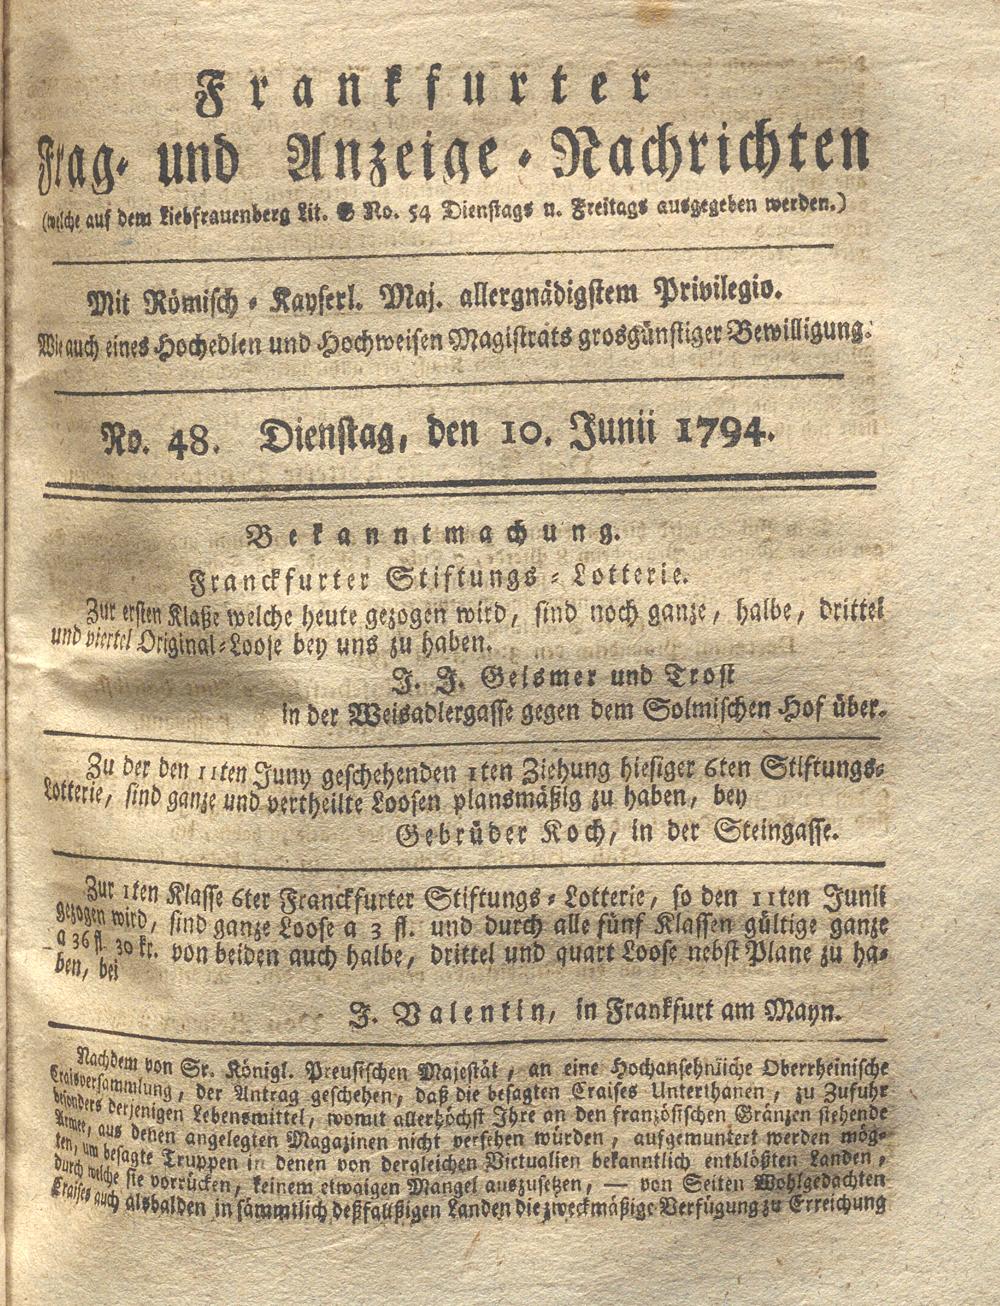 Frankfurter
Frag- und Anzeige-Nachrichten
(welche auf dem Liebfrauenberg Lit. G No. 54 Dienstags u. Freitags ausgegeben werden.)
Mit Römisch-Kayserl. Maj. allergnädigstem Privilegio.
Wie auch eines Hochedlen und Hochweisen Magistrats grosgünstiger Bewilligung.
No. 48. Dienstag, den 10. Junii 1794.
Bekanntmachung.
Franckfurter Stiftungs-Lotterie.
Zur ersten Klaße welche heute gezogen wird, sind noch ganze, halbe, drittel
und viertel Original-Loose bey uns zu haben.
J. J. Geismer und Trost
in der Weisadlergasse gegen dem Solmischen Hof über.
Zu der den 11ten Juny geschehenden 1ten Ziehung hiesiger 6ten Stiftungs-
Lotterie, sind ganze und vertheilte Loosen plansmäßig zu haben, bey
Gebrüder Koch, in der Steingasse.
Zur 1ten Klasse 6ter Franckfurter Stiftungs-Lotterie, so den 11ten Junii
gezogen wird, sind ganze Loose a 3 fl. und durch alle fünf Klassen gültige ganze
a 36 fl. 30 kr. von beiden auch halbe, drittel und quart Loose nebst Plane zu ha-
ben, bei
J. Valentin, in Frankfurt am Mayn.
Nachdem von Sr. Königl. Preusischen Majestät, an eine Hochansehnliche Oberrheinische
Craisversammlung, der Antrag geschehen, daß die besagten Craises Unterthanen, zu Zufuhr
besonders derjenigen Lebensmittel, womit allerhöchst Ihre an den französischen Gränzen stehende
Armee, aus denen angelegten Magazinen nicht versehen würden, aufgemuntert werden mög-
ten, um besagte Truppen in denen von dergleichen Victualien bekanntlich entblößten Landen,
durch welche sie vorrücken, keinem etwaigen Mangel auszusetzen, — von Seiten Wohlgedachten
Craises auch alsbalden in sämmtlich deßfallßigen Landen die zweckmäßige Verfügung zu Erreichung